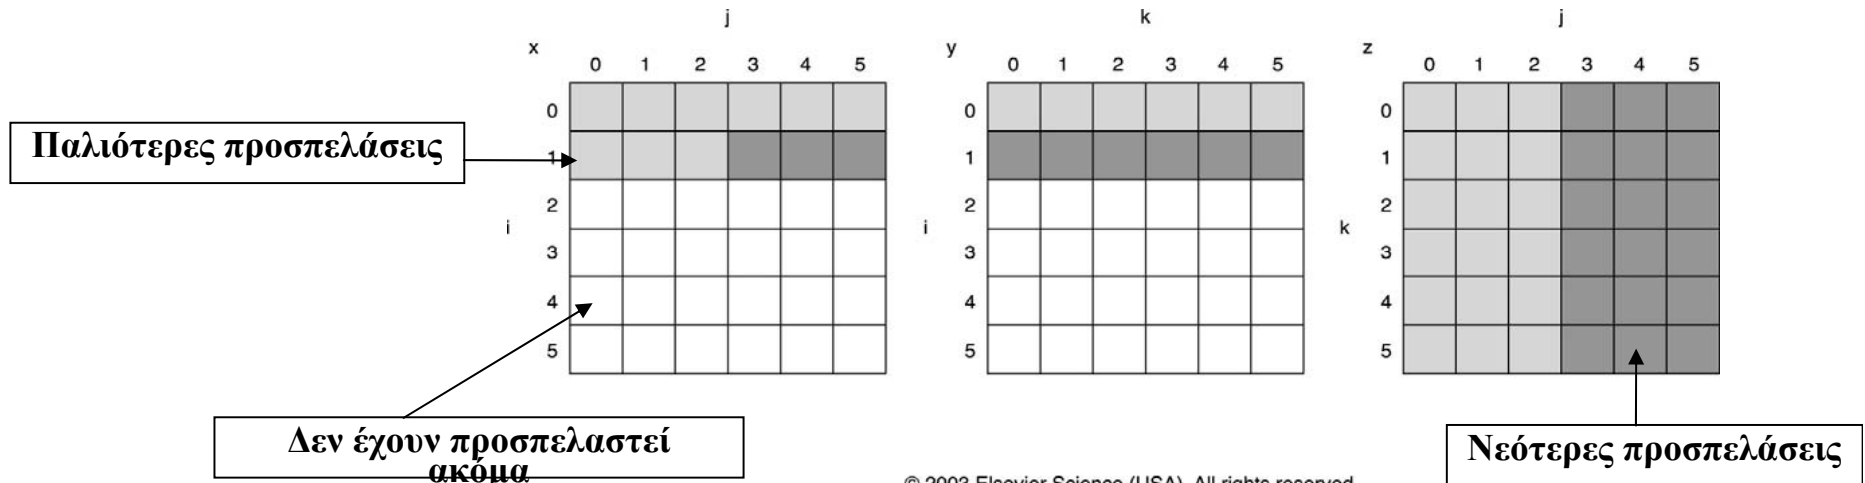 j
k
j
x
y
z
0 1 2 3 4 5
0 1 2 3 4 5
0 1 2 3 4 5
0
0
0
Παλιότερες προσπελάσεις
1
1
1
2
2
2
i
i
k
3
3
3
4
4
4
5
5
5
Δεν έχουν προσπελαστεί
ακόμα
Νεότερες προσπελάσεις
© 2003 Elsevier Science (USA). All rights reserved.